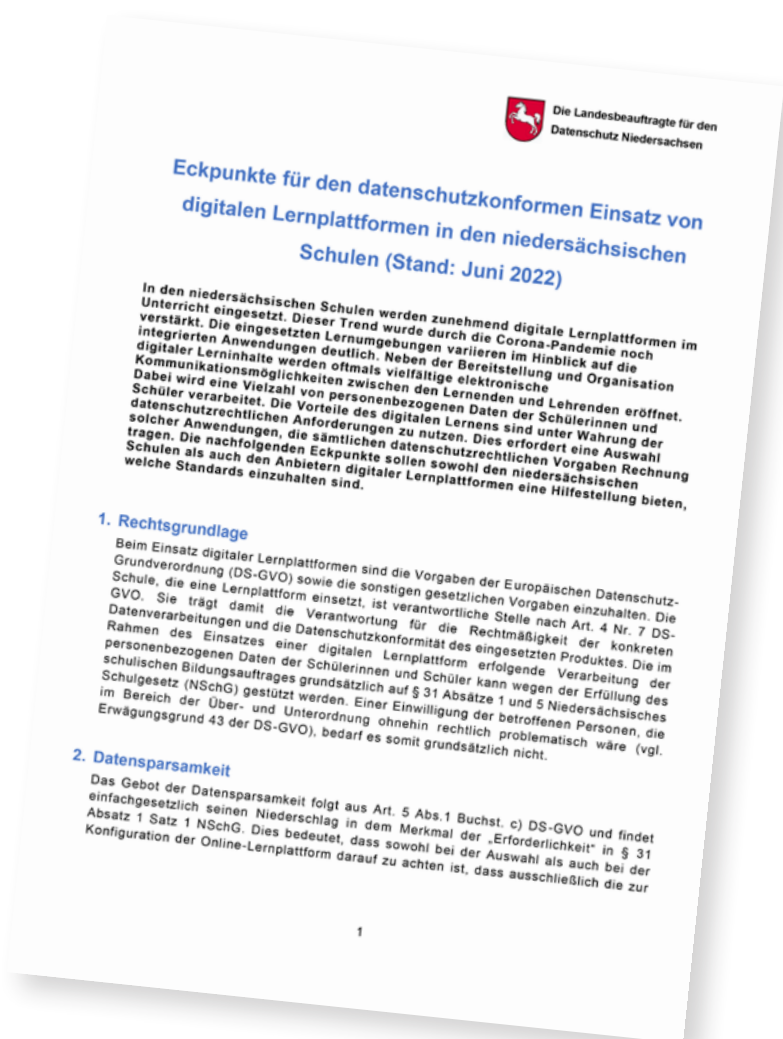 Die Landesbeauftragte für den
Datenschutz Niedersachsen
Eckpunkte für den datenschutzkonformen Einsatz von
digitalen Lernplattformen in den niedersächsischen
Schulen (Stand: Juni 2022)
In den niedersächsischen Schulen werden zunehmend digitale Lernplattformen im
Unterricht eingesetzt. Dieser Trend wurde durch die Corona-Pandemie noch
verstärkt. Die eingesetzten Lernumgebungen variieren im Hinblick auf die
integrierten Anwendungen deutlich. Neben der Bereitstellung und Organisation
digitaler Lerninhalte werden oftmals vielfältige elektronische
Kommunikationsmöglichkeiten zwischen den Lernenden und Lehrenden eröffnet.
Dabei wird eine Vielzahl von personenbezogenen Daten der Schülerinnen und
Schüler verarbeitet. Die Vorteile des digitalen Lernens sind unter Wahrung der
datenschutzrechtlichen Anforderungen zu nutzen. Dies erfordert eine Auswahl
solcher Anwendungen, die sämtlichen datenschutzrechtlichen Vorgaben Rechnung
tragen. Die nachfolgenden Eckpunkte sollen sowohl den niedersächsischen
Schulen als auch den Anbietern digitaler Lernplattformen eine Hilfestellung bieten,
welche Standards einzuhalten sind.
1. Rechtsgrundlage
Beim Einsatz digitaler Lernplattformen sind die Vorgaben der Europäischen Datenschutz-
Grundverordnung (DS-GVO) sowie die sonstigen gesetzlichen Vorgaben einzuhalten. Die
Schule, die eine Lernplattform einsetzt, ist verantwortliche Stelle nach Art. 4 Nr. 7 DS-
GVO. Sie trägt damit die Verantwortung für die Rechtmäßigkeit der konkreten
Datenverarbeitungen und die Datenschutzkonformität des eingesetzten Produktes. Die im
Rahmen des Einsatzes einer digitalen Lernplattform erfolgende Verarbeitung der
personenbezogenen Daten der Schülerinnen und Schüler kann wegen der Erfüllung des
schulischen Bildungsauftrages grundsätzlich auf § 31 Absätze 1 und 5 Niedersächsisches
Schulgesetz (NSchG) gestützt werden. Einer Einwilligung der betroffenen Personen, die
im Bereich der Über- und Unterordnung ohnehin rechtlich problematisch wäre (vgl.
Erwägungsgrund 43 der DS-GVO), bedarf es somit grundsätzlich nicht.
2. Datensparsamkeit
Das Gebot der Datensparsamkeit folgt aus Art. 5 Abs.1 Buchst. c) DS-GVO und findet
einfachgesetzlich seinen Niederschlag in dem Merkmal der „Erforderlichkeit“ in § 31
Absatz 1 Satz 1 NSchG. Dies bedeutet, dass sowohl bei der Auswahl als auch bei der
Konfiguration der Online-Lernplattform darauf zu achten ist, dass ausschließlich die zur
1